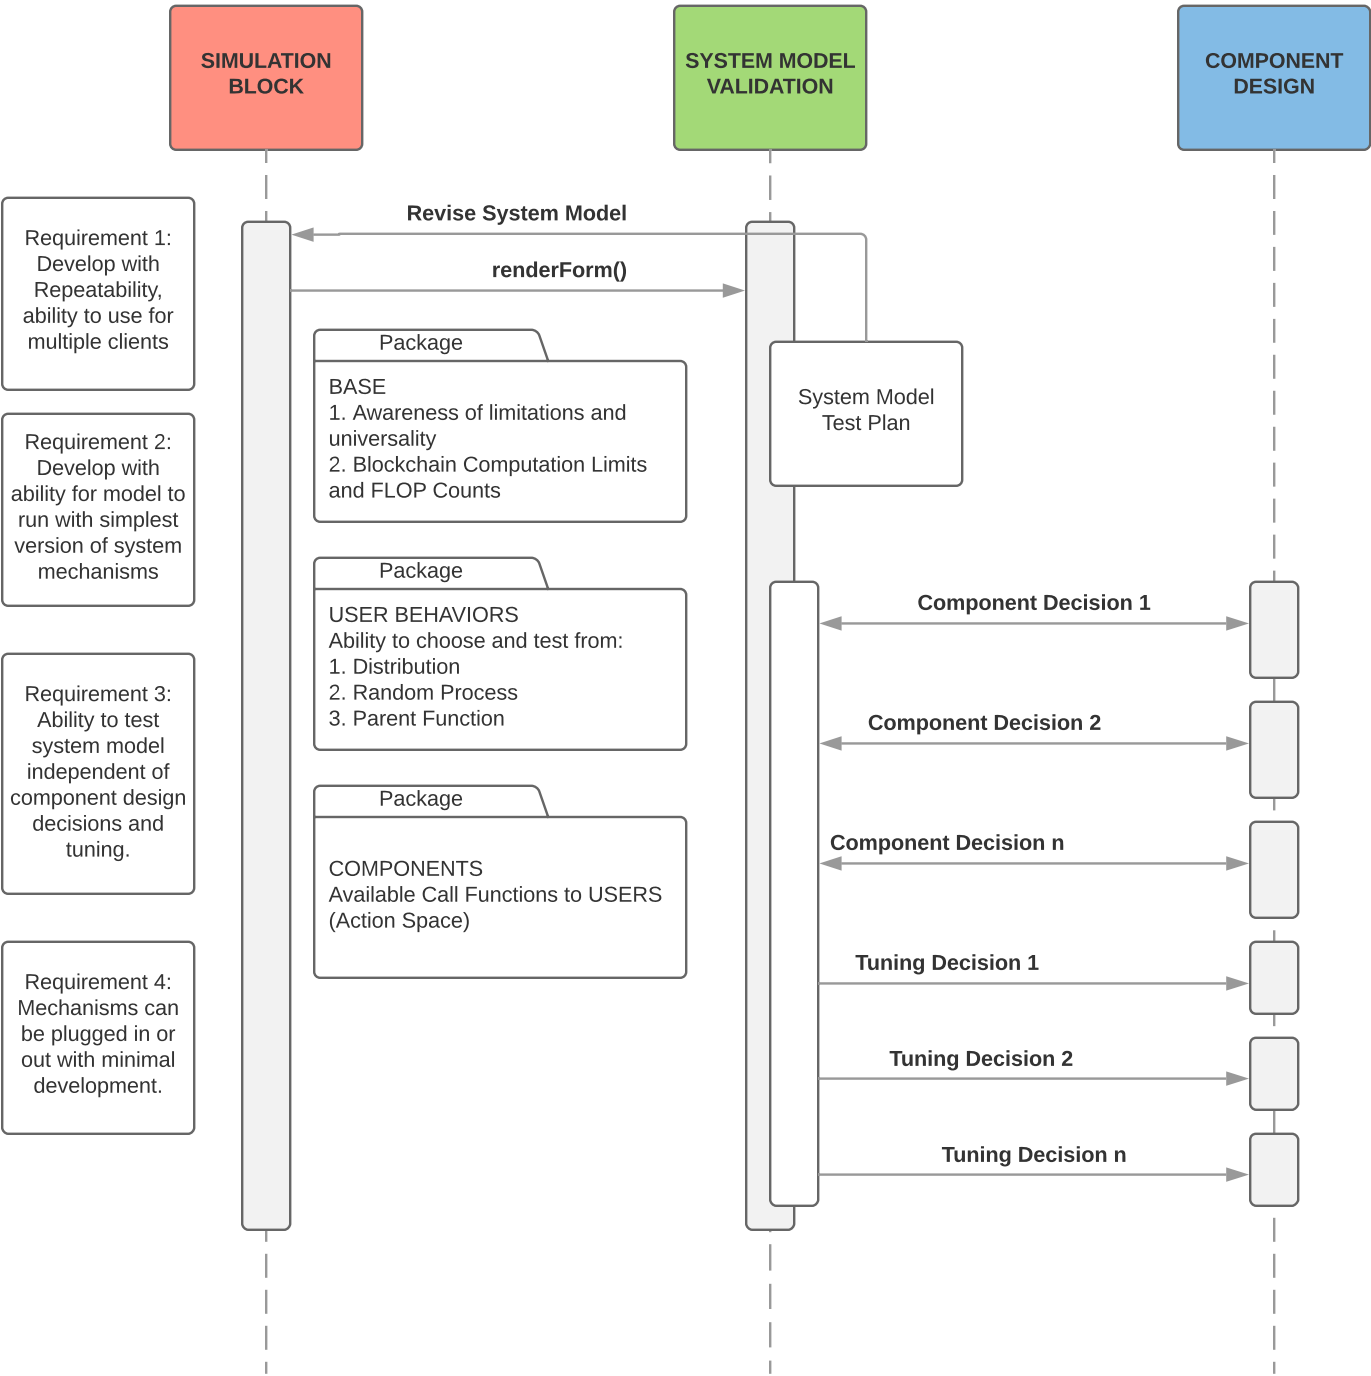 SIMULATION
BLOCK
SYSTEM MODEL
VALIDATION
COMPONENT
DESIGN
Requirement 1:
Develop with
Repeatability,
ability to use for
multiple clients
Requirement 2:
Develop with
ability for model to
run with simplest
version of system
mechanisms
Requirement 3:
Ability to test
system model
independent of
component design
decisions and
tuning.
Requirement 4:
Mechanisms can
be plugged in or
out with minimal
development.
Revise System Model
renderForm()
Package
BASE
1. Awareness of limitations and
universality
2. Blockchain Computation Limits
and FLOP Counts
Package
USER BEHAVIORS
Ability to choose and test from:
1. Distribution
2. Random Process
3. Parent Function
Package
COMPONENTS
Available Call Functions to USERS
(Action Space)
System Model
Test Plan
Component Decision 1
Component Decision 2
Component Decision n
Tuning Decision 1
Tuning Decision 2
Tuning Decision n